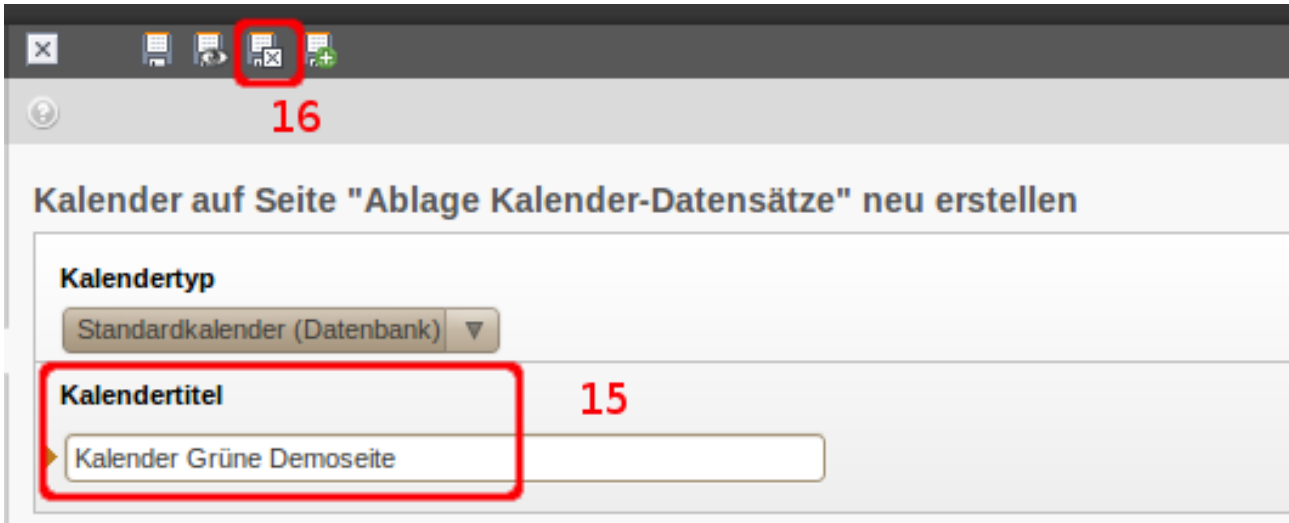 16
Kalender auf Seite "Ablage Kalender-Datensätze" neu erstellen
Kalendertyp
Standardkalender (Datenbank)
Kalendertitel
15
Kalender Grüne Demoseite